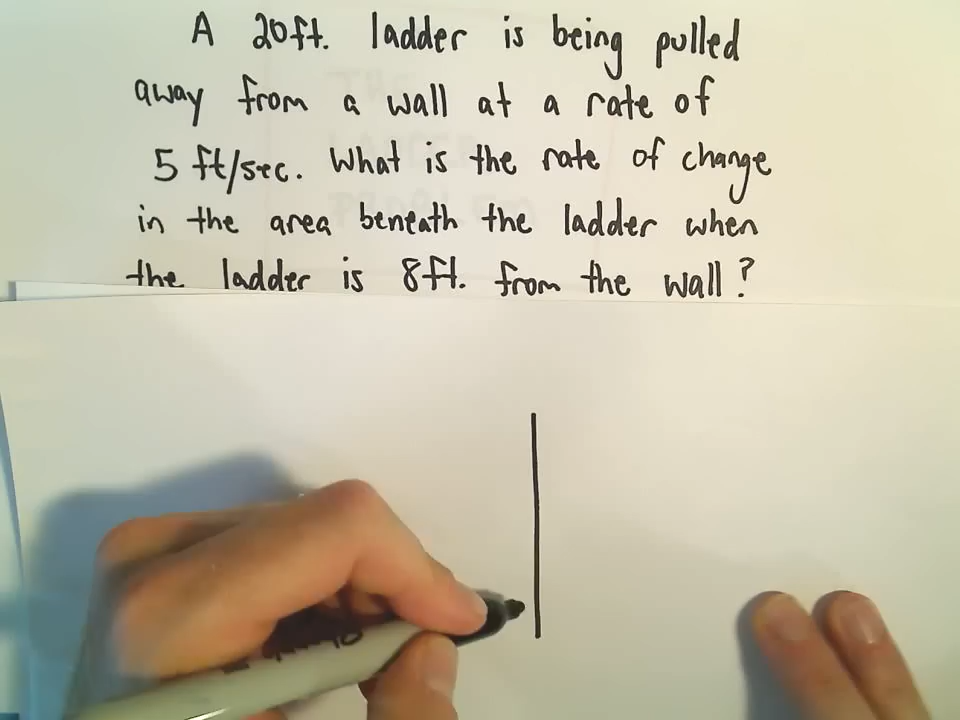 A 20ft. ladder is being pulled
away from a wall at a rate of
5 ft/sec. What is the rate of change
in the area beneath the ladder when
the ladder is 8ft. from the wall?